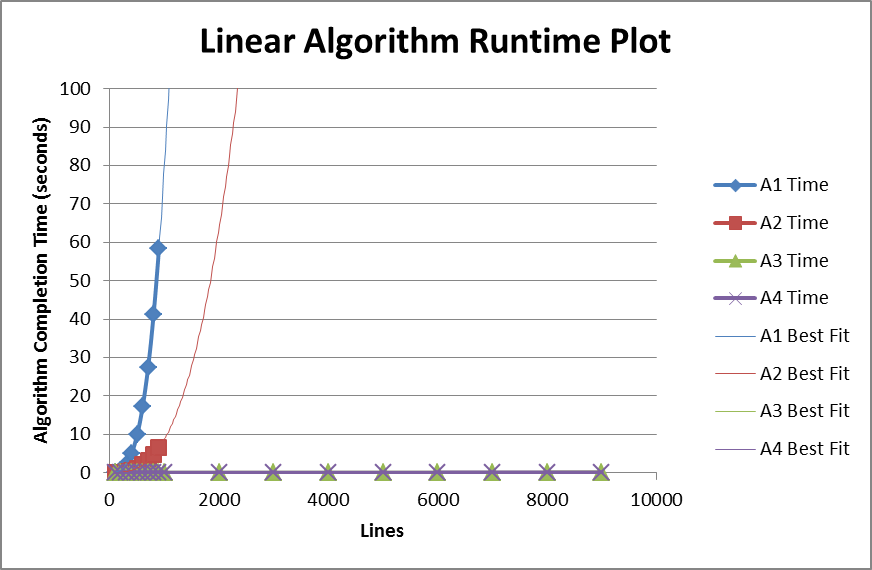 Linear Algorithm Runtime Plot
Algorithm Completion Time (seconds)
100
90
80
70
60
50
40
30
20
10
0
0 2000 4000 6000 8000 10000
Lines
A1 Time
A2 Time
A3 Time
A4 Time
A1 Best Fit
A2 Best Fit
A3 Best Fit
A4 Best Fit